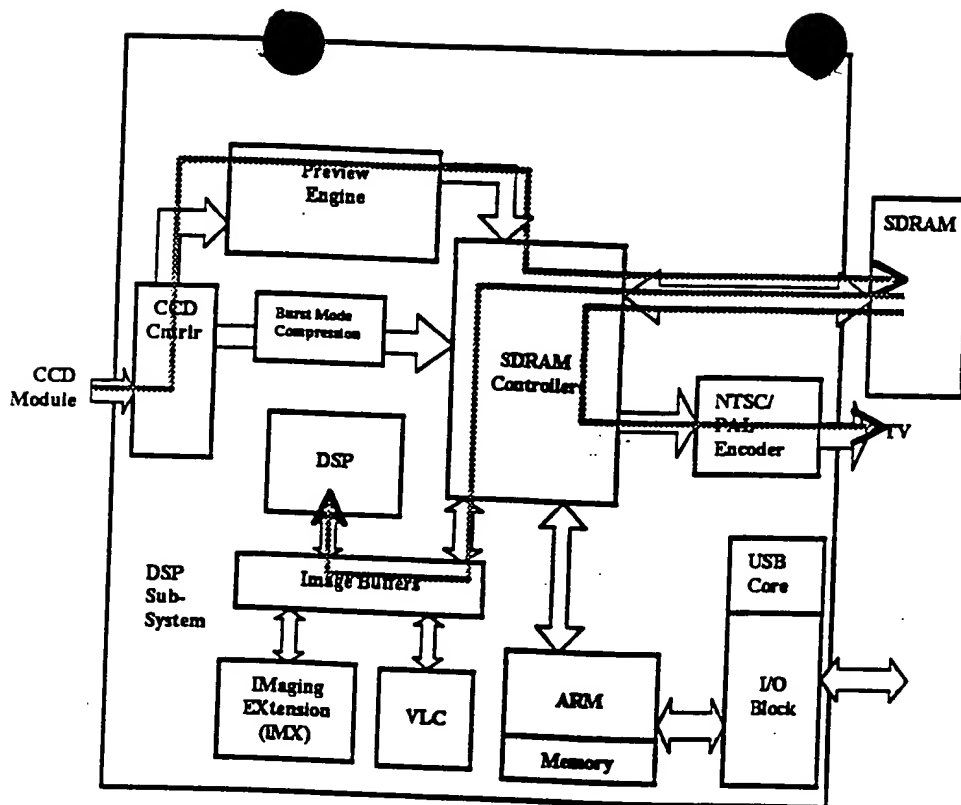 Preview
Engine
SDRAM
CCD
Cntrlr
Burst Mode
Compression
CCD
Module
SDRAM
Controller
NTSC/
PAL
Encoder
TV
DSP
Image Buffers
DSP
Sub-
System
USB
Core
IMaging
EXtension
(IMX)
VLC
ARM
Memory
I/O
Block